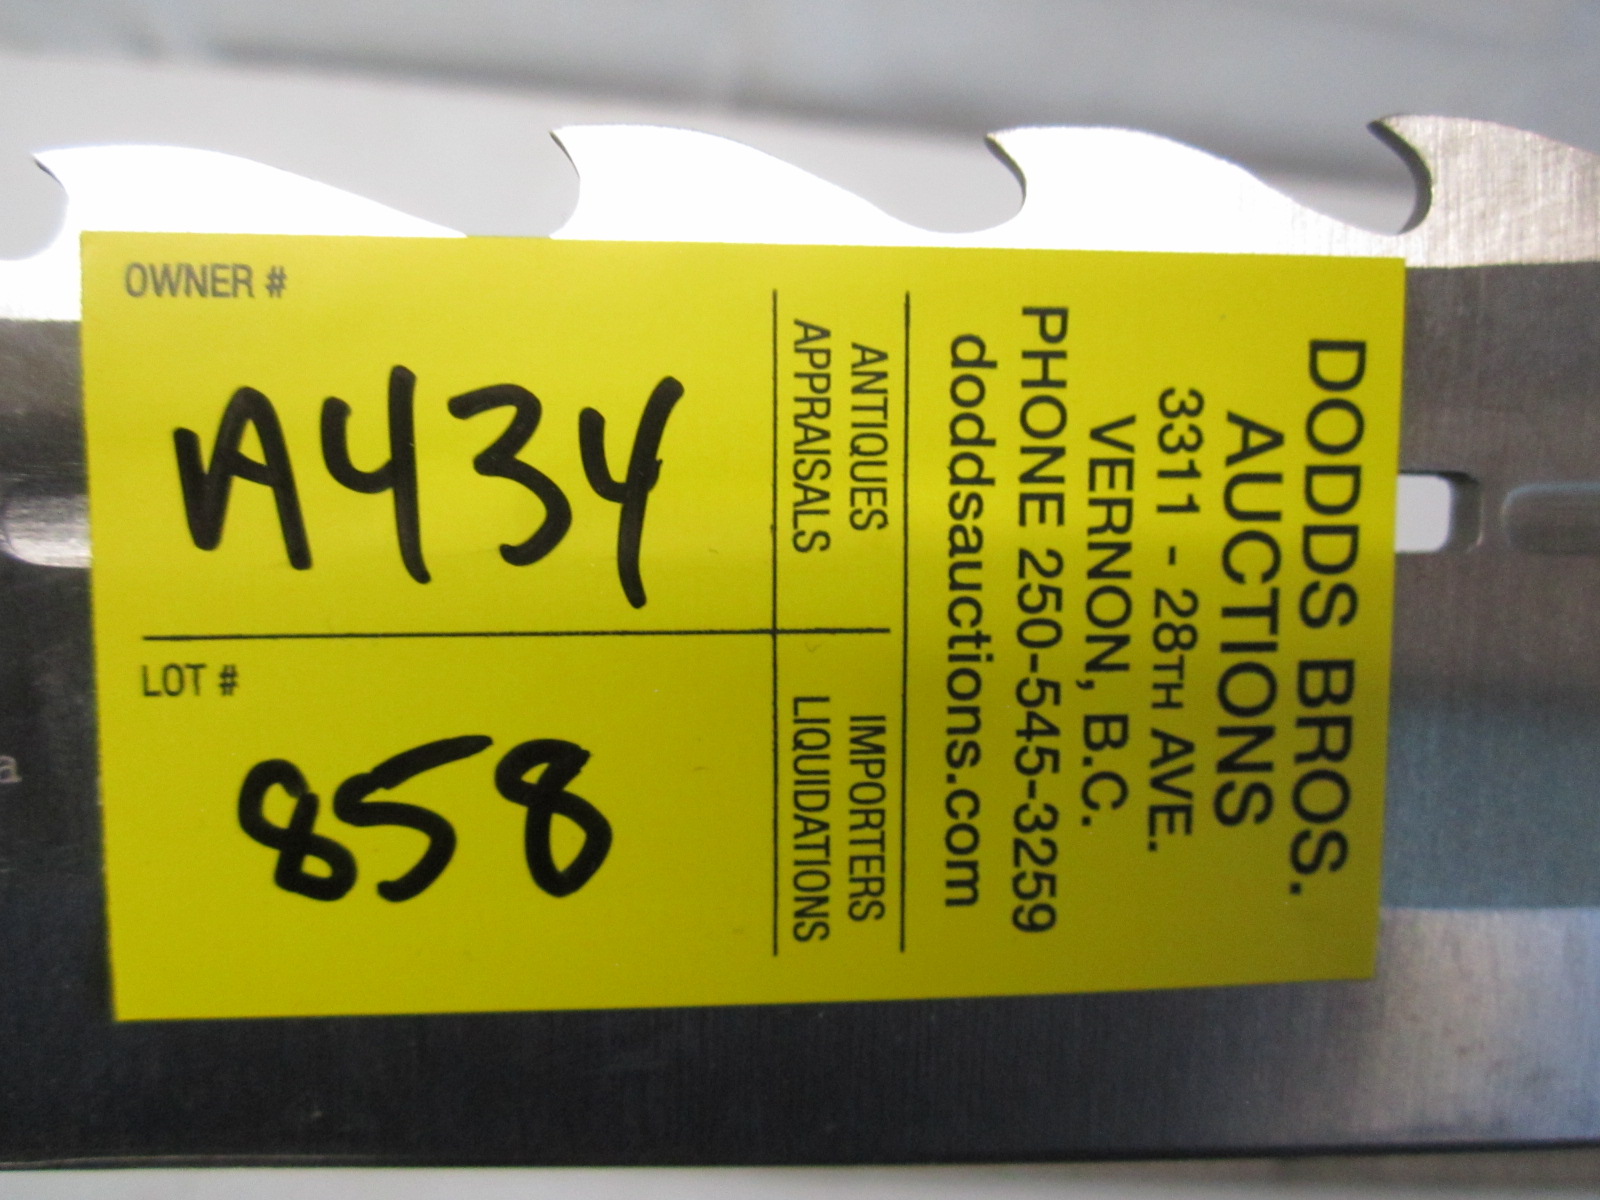 OWNER #
A434
LOT #
858
DODDS BROS.
AUCTIONS
3311 - 28TH AVE.
VERNON, B.C.
PHONE 250-545-3259
doddsauctions.com
ANTIQUES
APPRAISALS
IMPORTERS
LIQUIDATIONS
a